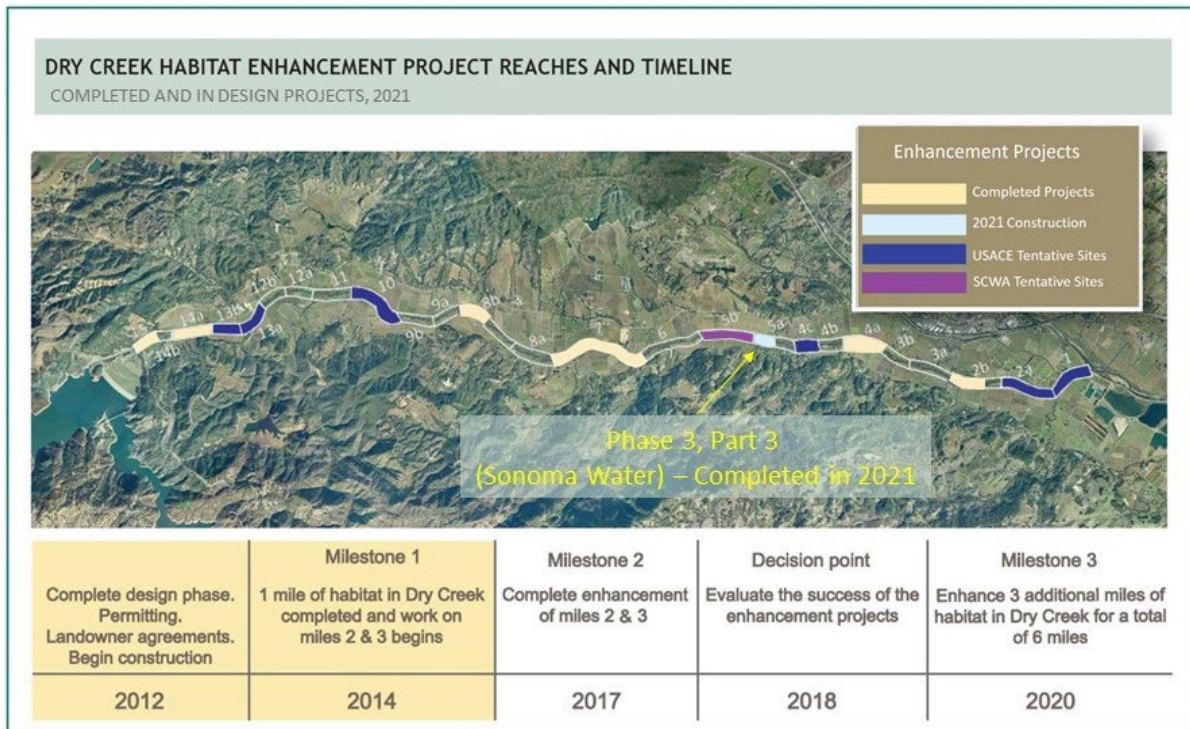 DRY CREEK HABITAT ENHANCEMENT PROJECT REACHES AND TIMELINE
COMPLETED AND IN DESIGN PROJECTS, 2021
Enhancement Projects
Completed Projects
2021 Construction
USACE Tentative Sites
SCWA Tentative Sites
15
14b
14a
13b
13a
12b
12a
11
10
9b
9a
8b
8a
7
6
5b
5a
4c
4b
4a
3b
3a
2b
2a
1
Phase 3, Part 3
(Sonoma Water) – Completed in 2021
Complete design phase.
Permitting.
Landowner agreements.
Begin construction
2012
Milestone 1
1 mile of habitat in Dry Creek
completed and work on
miles 2 & 3 begins
2014
Milestone 2
Complete enhancement
of miles 2 & 3
2017
Decision point
Evaluate the success of the
enhancement projects
2018
Milestone 3
Enhance 3 additional miles of
habitat in Dry Creek for a total
of 6 miles
2020